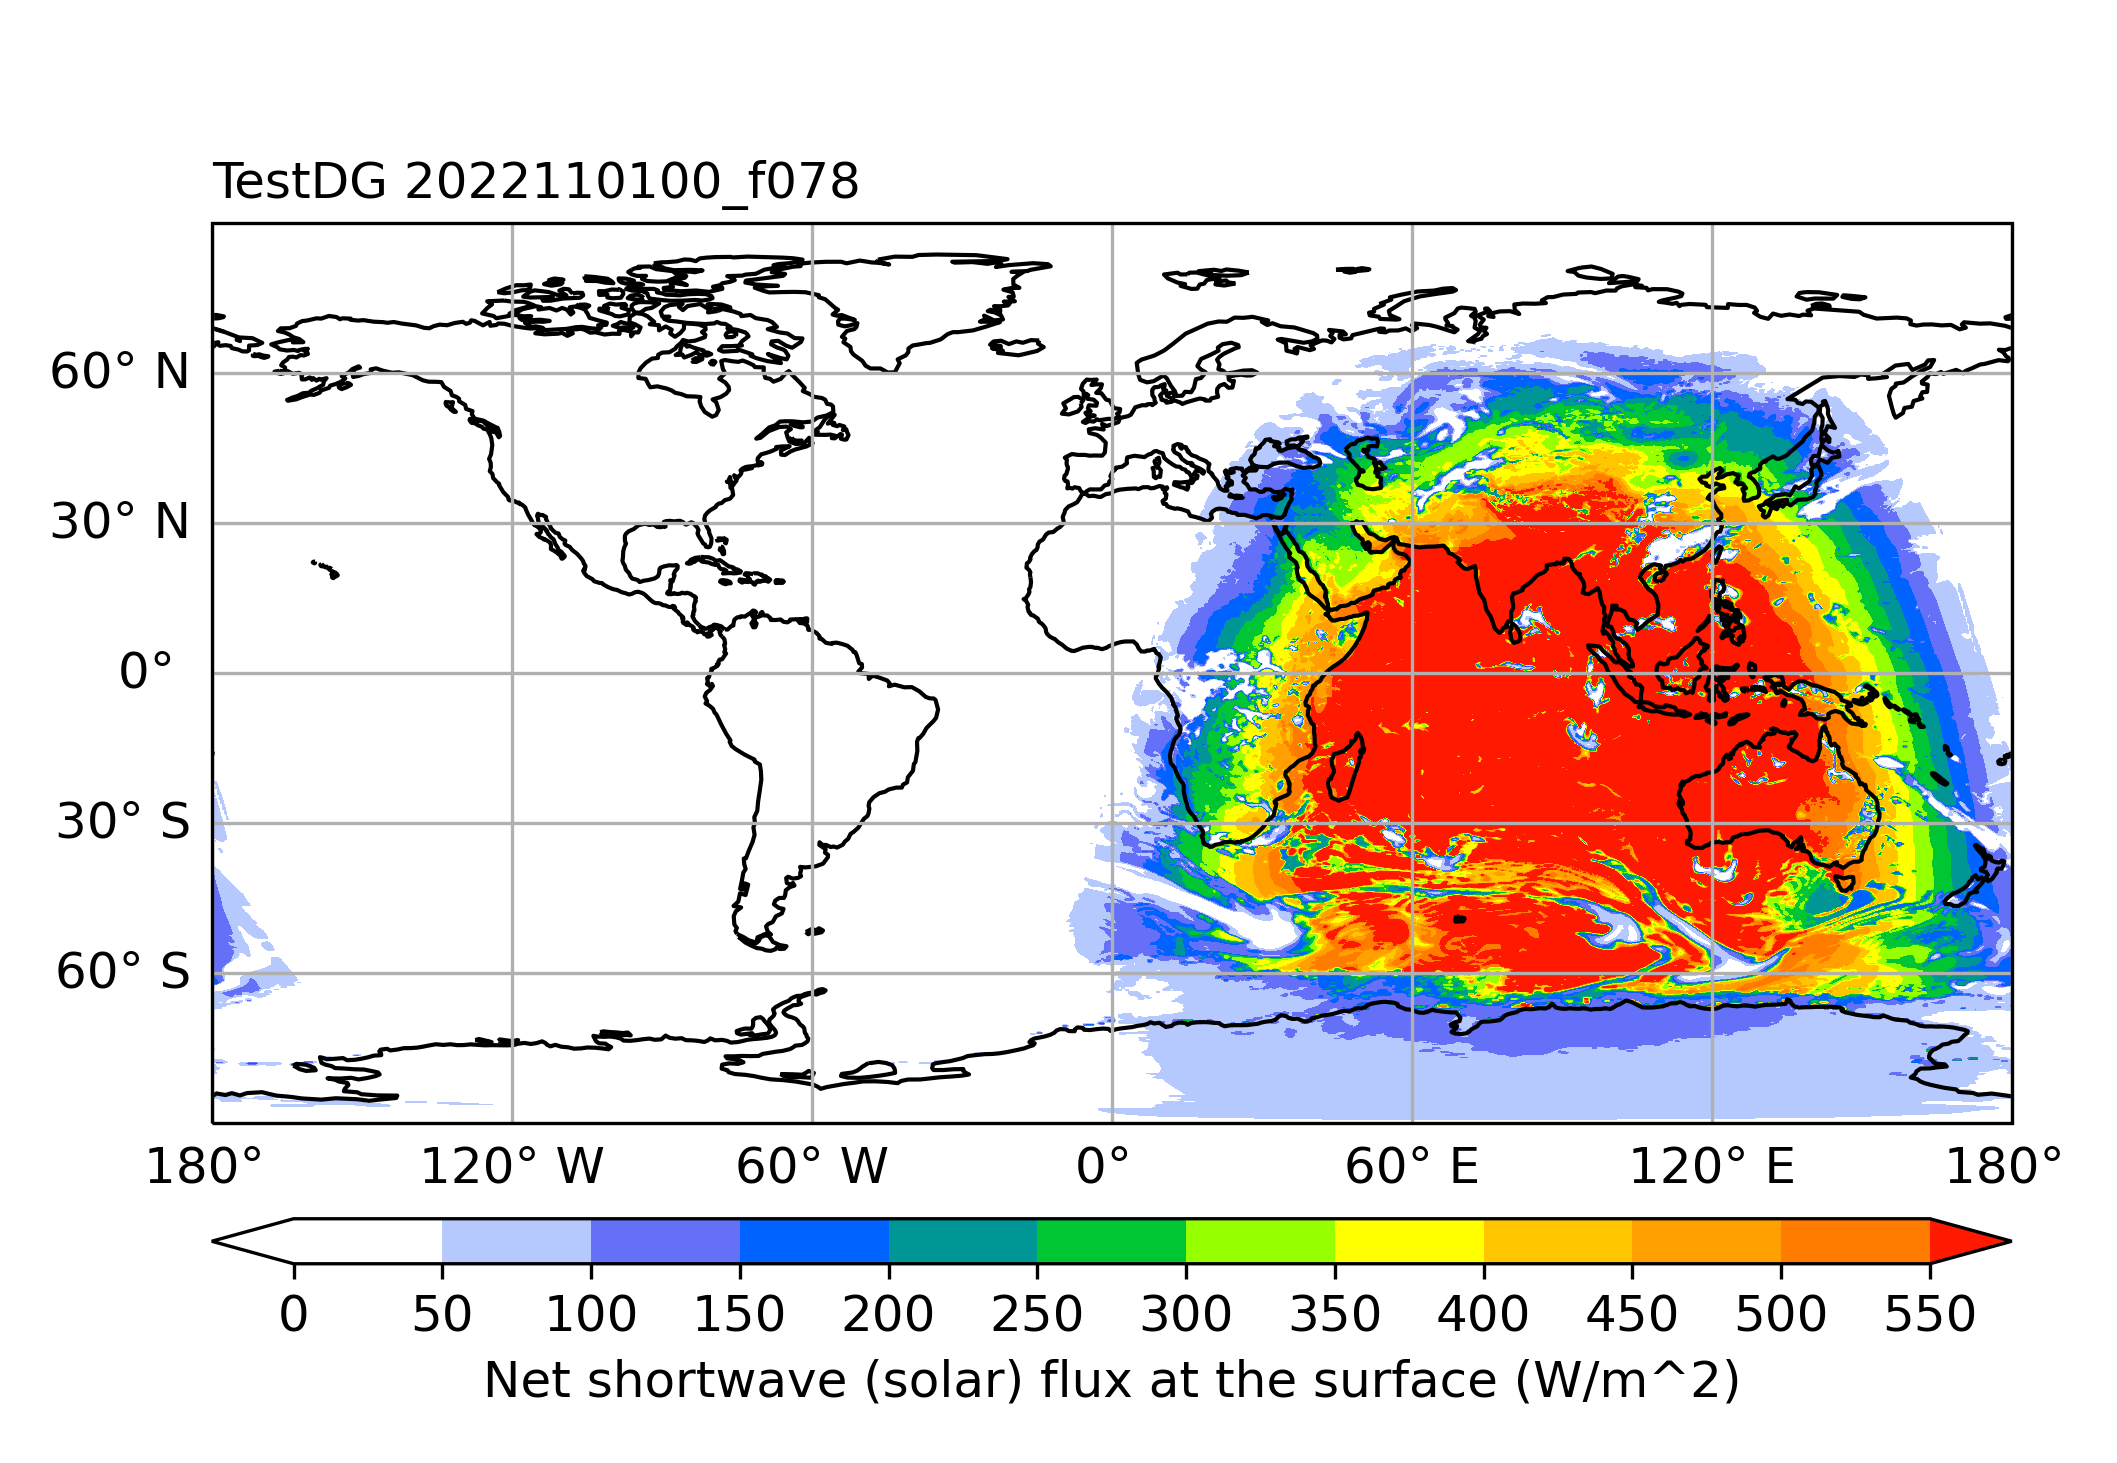 TestDG 2022110100_f078
60° N
30° N
0°
30° S
60° S
180° 120° W 60° W 0° 60° E 120° E 180°
0 50 100 150 200 250 300 350 400 450 500 550
Net shortwave (solar) flux at the surface (W/m^2)